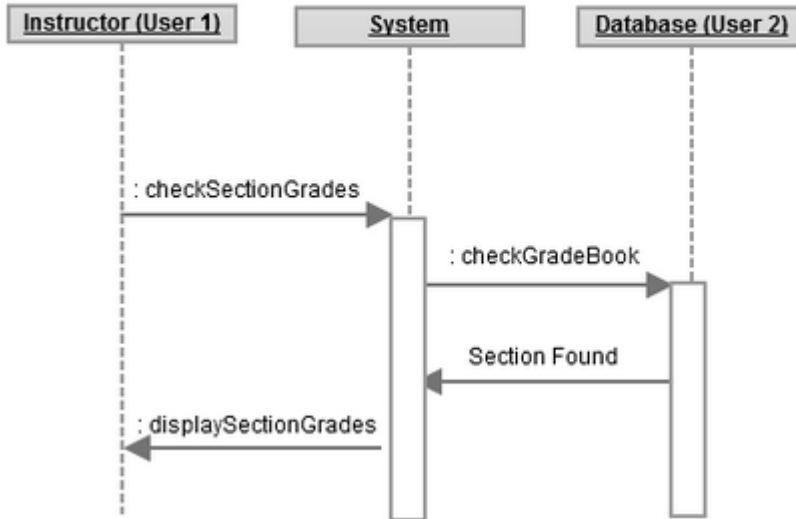 Instructor (User 1)
System
Database (User 2)
: checkSectionGrades
: checkGradeBook
Section Found
: displaySectionGrades